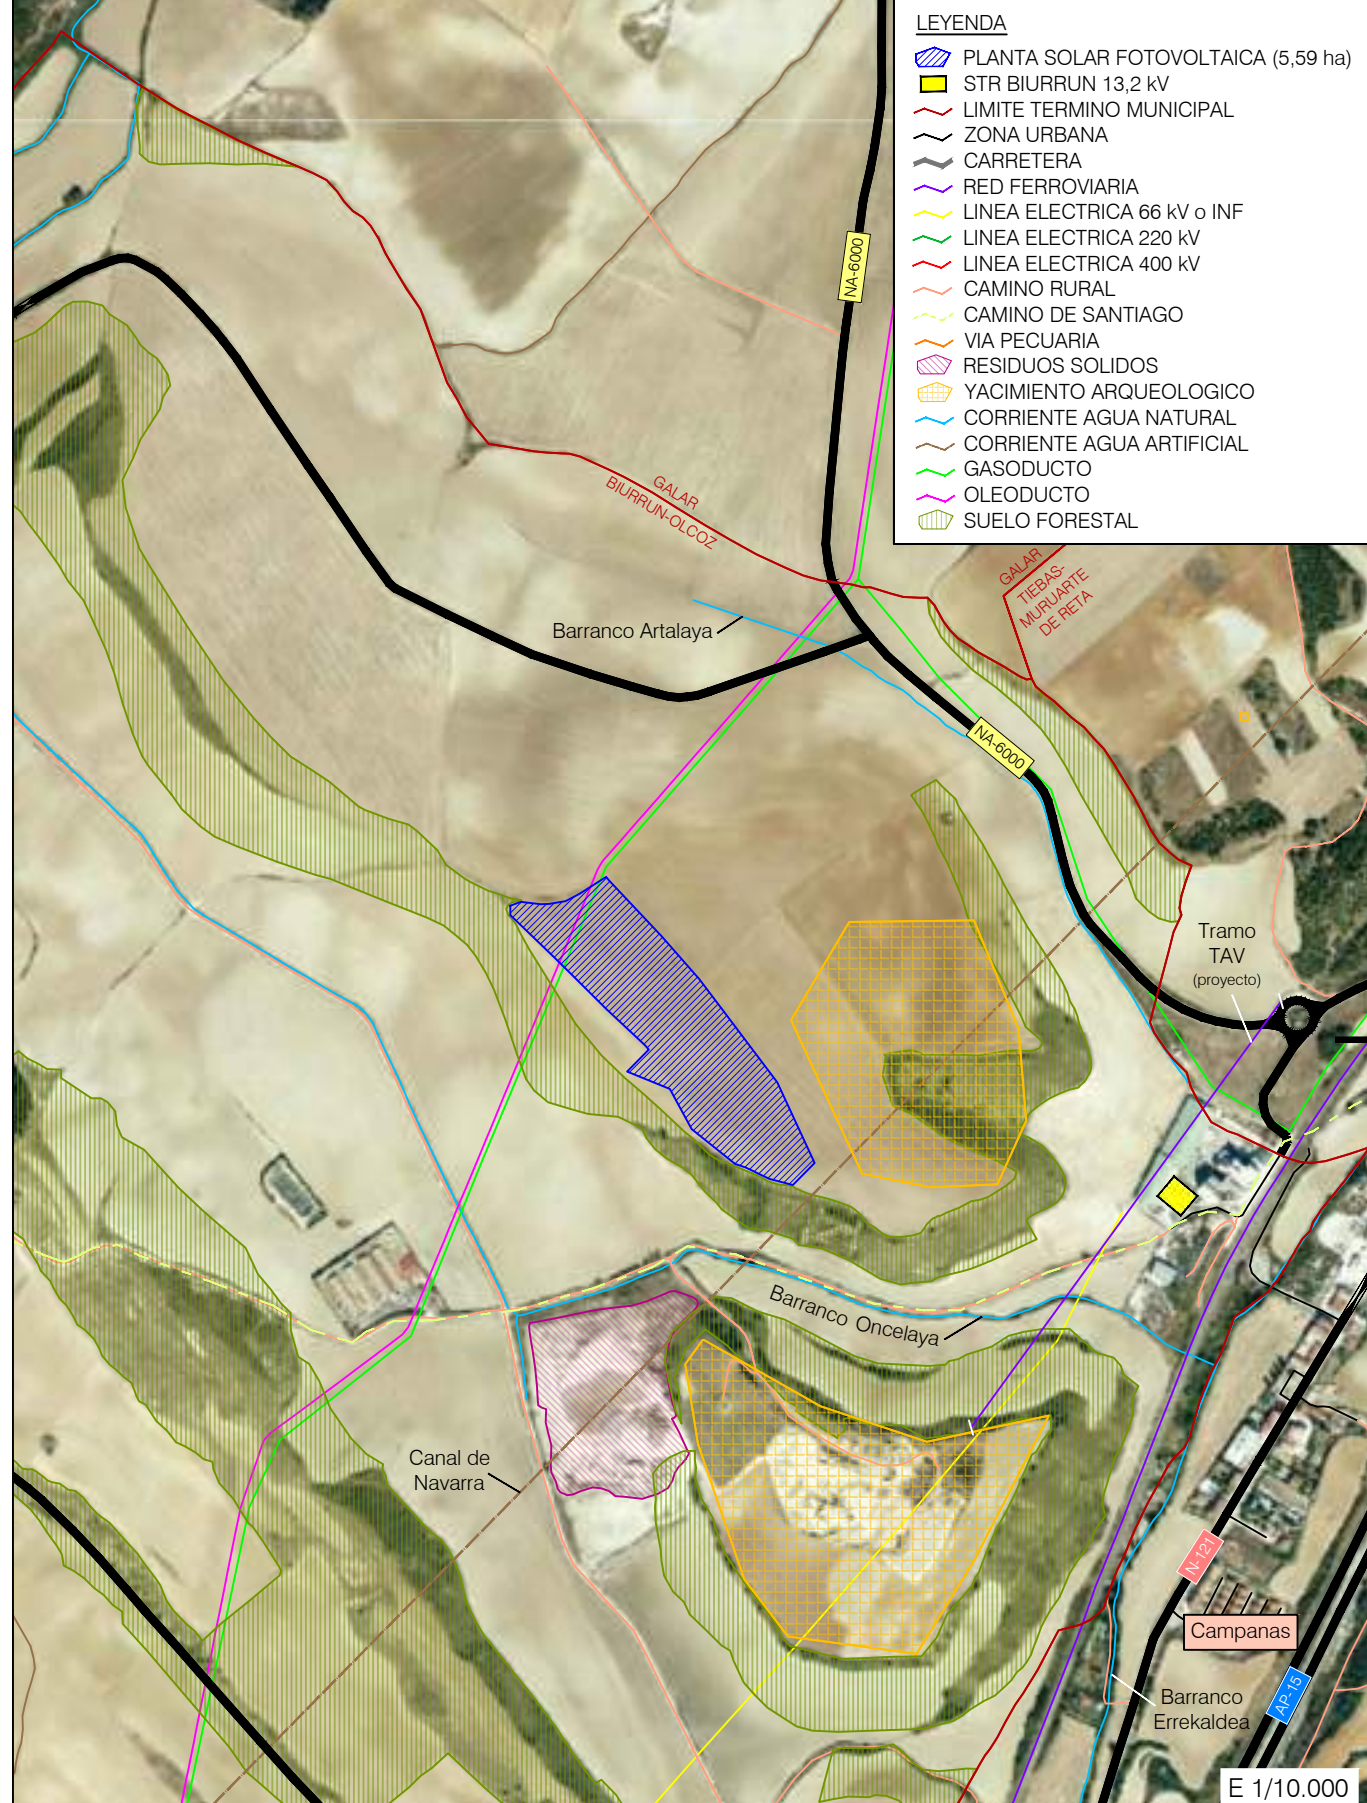 LEYENDA
PLANTA SOLAR FOTOVOLTAICA (5,59 ha)
STR BIURRUN 13,2 kV
LIMITE TERMINO MUNICIPAL
ZONA URBANA
CARRETERA
RED FERROVIARIA
LINEA ELECTRICA 66 kV o INF
LINEA ELECTRICA 220 kV
LINEA ELECTRICA 400 kV
CAMINO RURAL
CAMINO DE SANTIAGO
VIA PECUARIA
RESIDUOS SOLIDOS
YACIMIENTO ARQUEOLOGICO
CORRIENTE AGUA NATURAL
CORRIENTE AGUA ARTIFICIAL
GASODUCTO
OLEODUCTO
SUELO FORESTAL
NA-6000
GALAR
BIURRUN-OLCOZ
GALAR
TIEBAS-
MURUARTE
DE RETA
Barranco Artalaya
NA-6000
Tramo
TAV
(proyecto)
Barranco Oncelaya
Canal de
Navarra
N-121
Campanas
Barranco
Errekaldea
AP-15
E 1/10.000